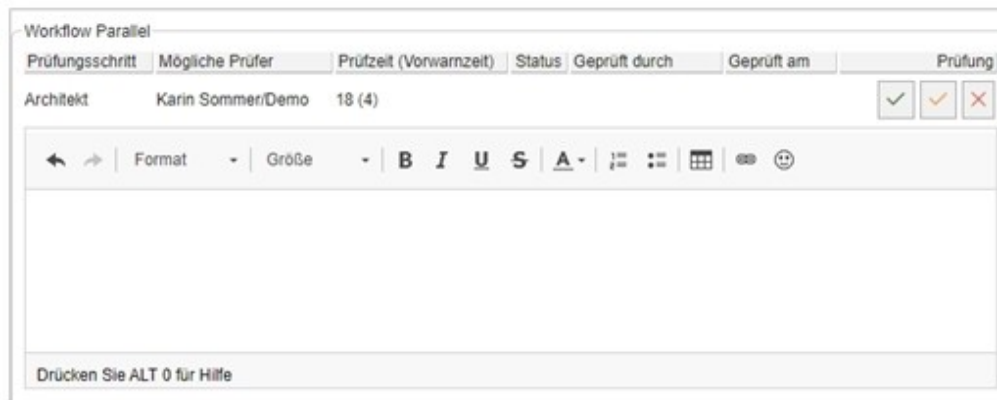 Workflow Parallel
Prüfungsschritt Mögliche Prüfer Prüfzeit (Vorwarnzeit) Status Geprüft durch Geprüft am Prüfung
Architekt Karin Sommer/Demo 18 (4)
Format Größe B I U S A
Drücken Sie ALT 0 für Hilfe